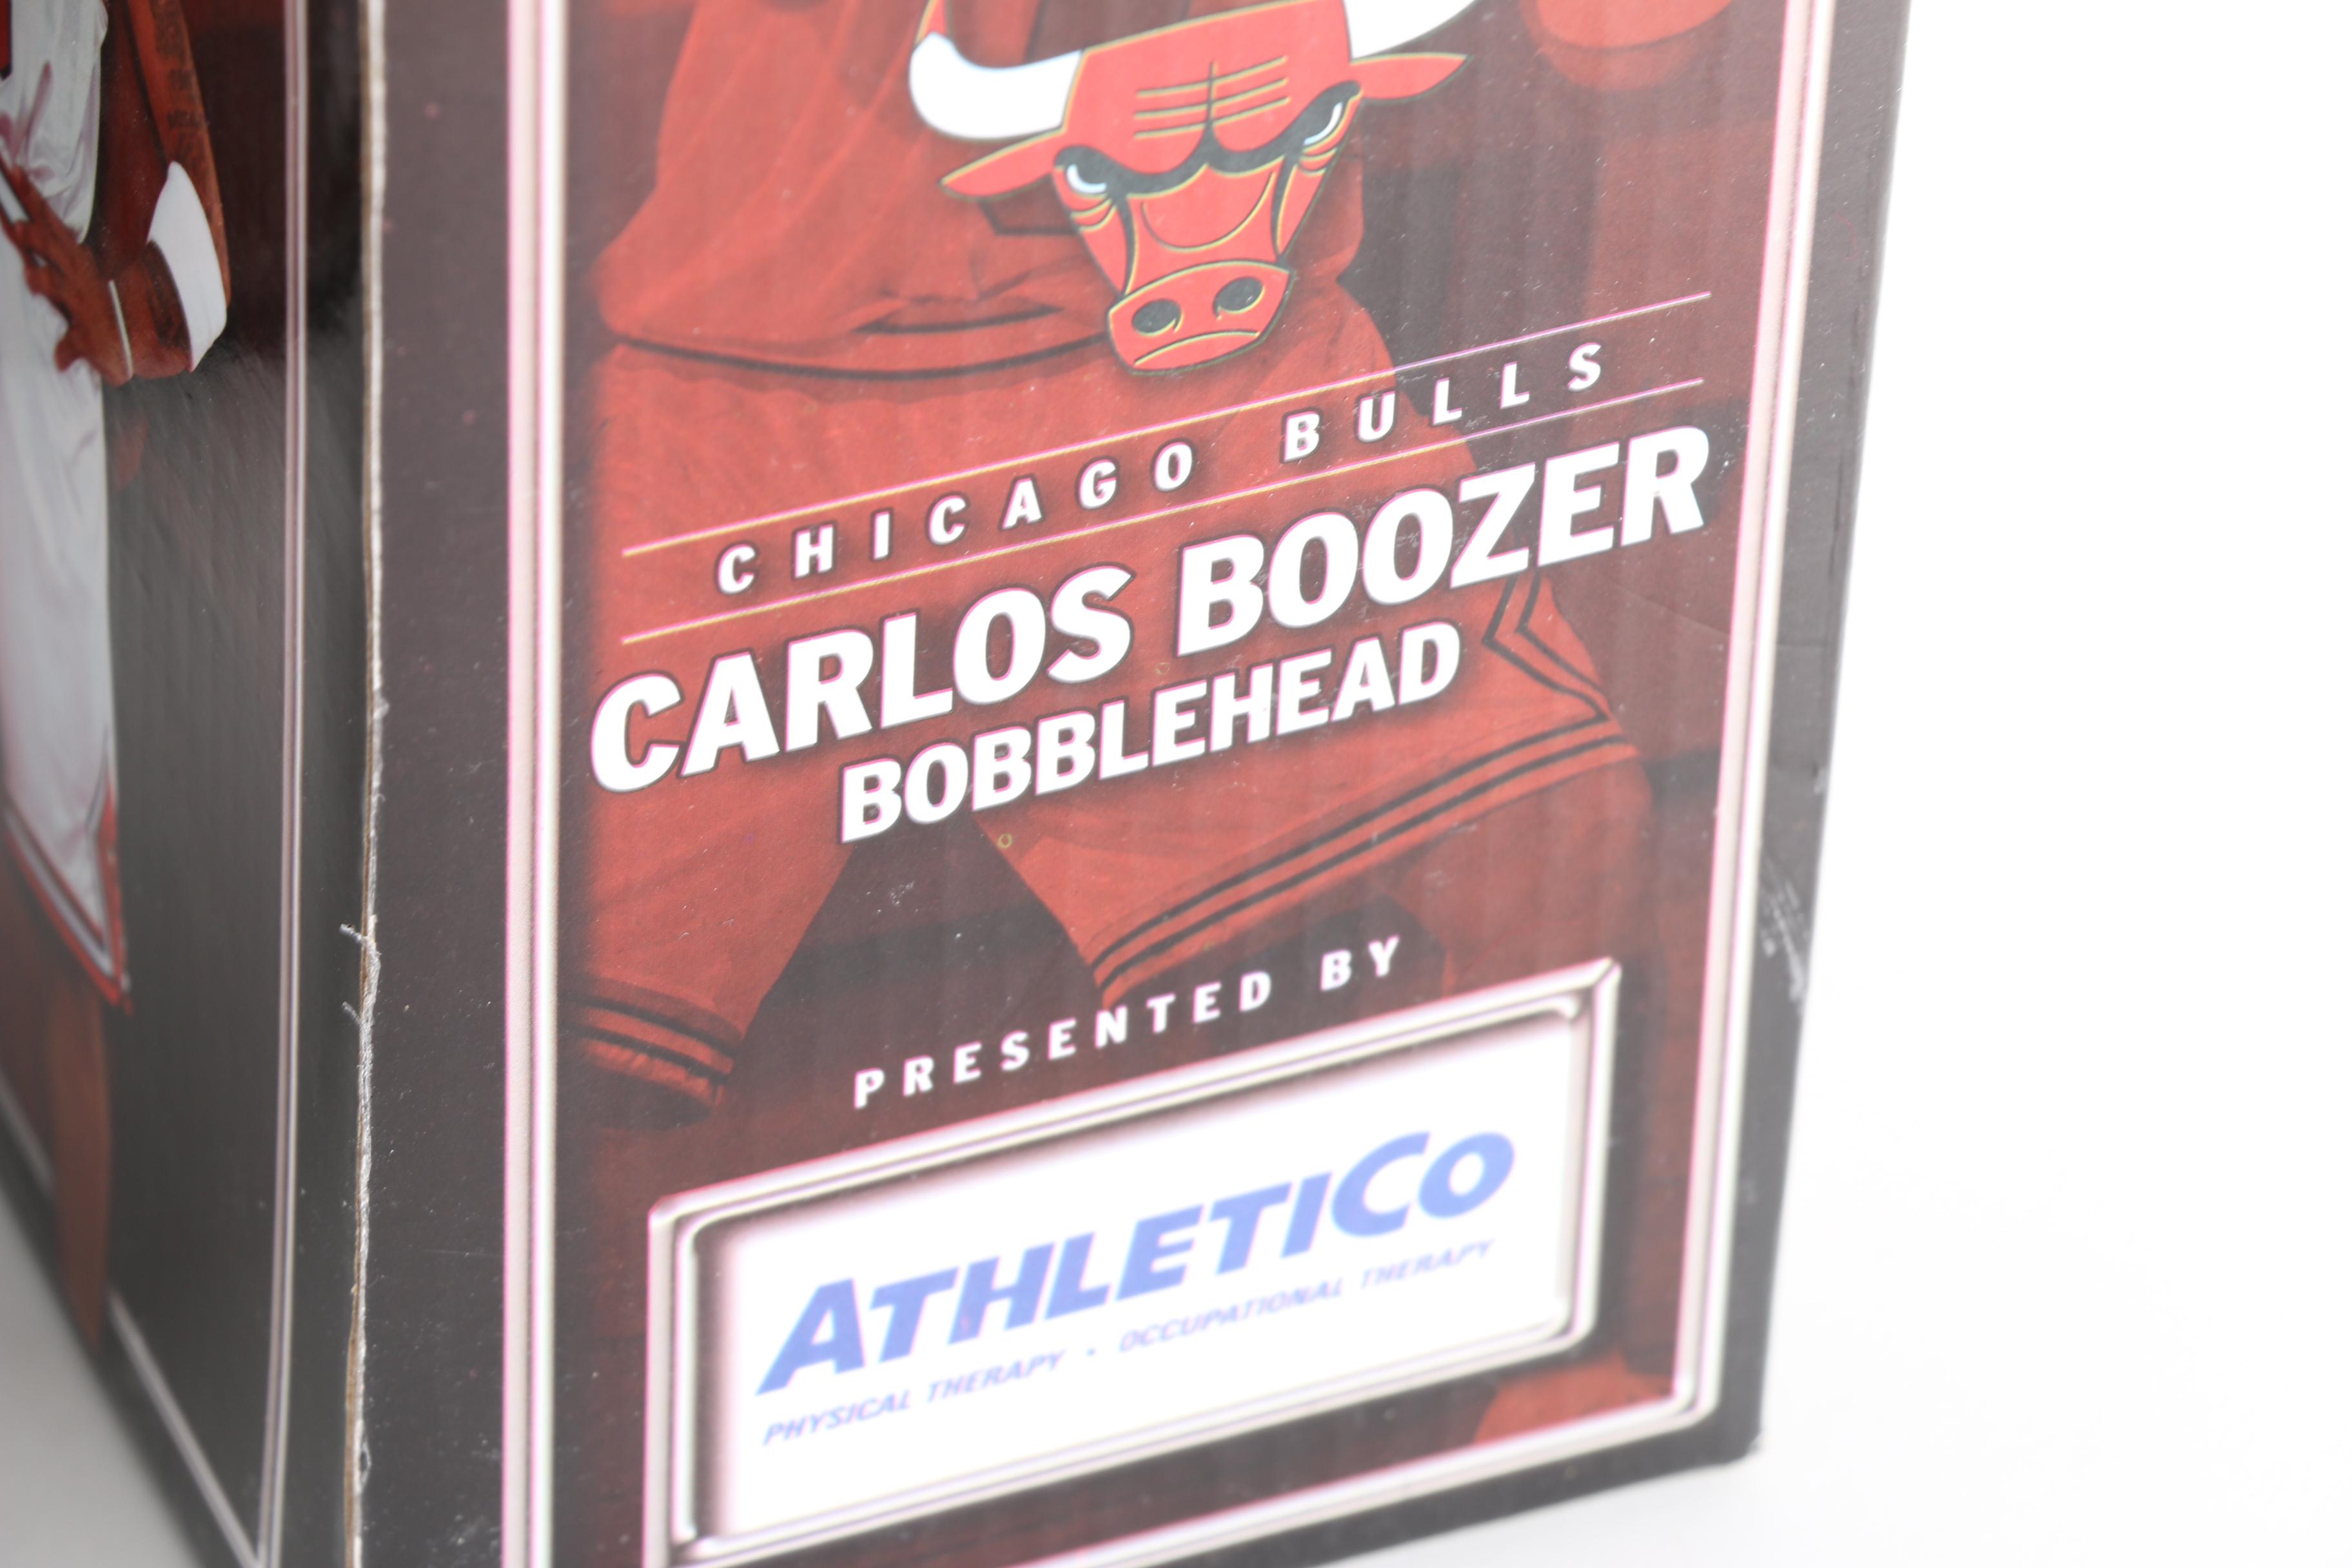 CHICAGO BULLS
CARLOS BOOZER
BOBBLEHEAD
PRESENTED BY
ATHLETICO
PHYSICAL THERAPY • OCCUPATIONAL THERAPY